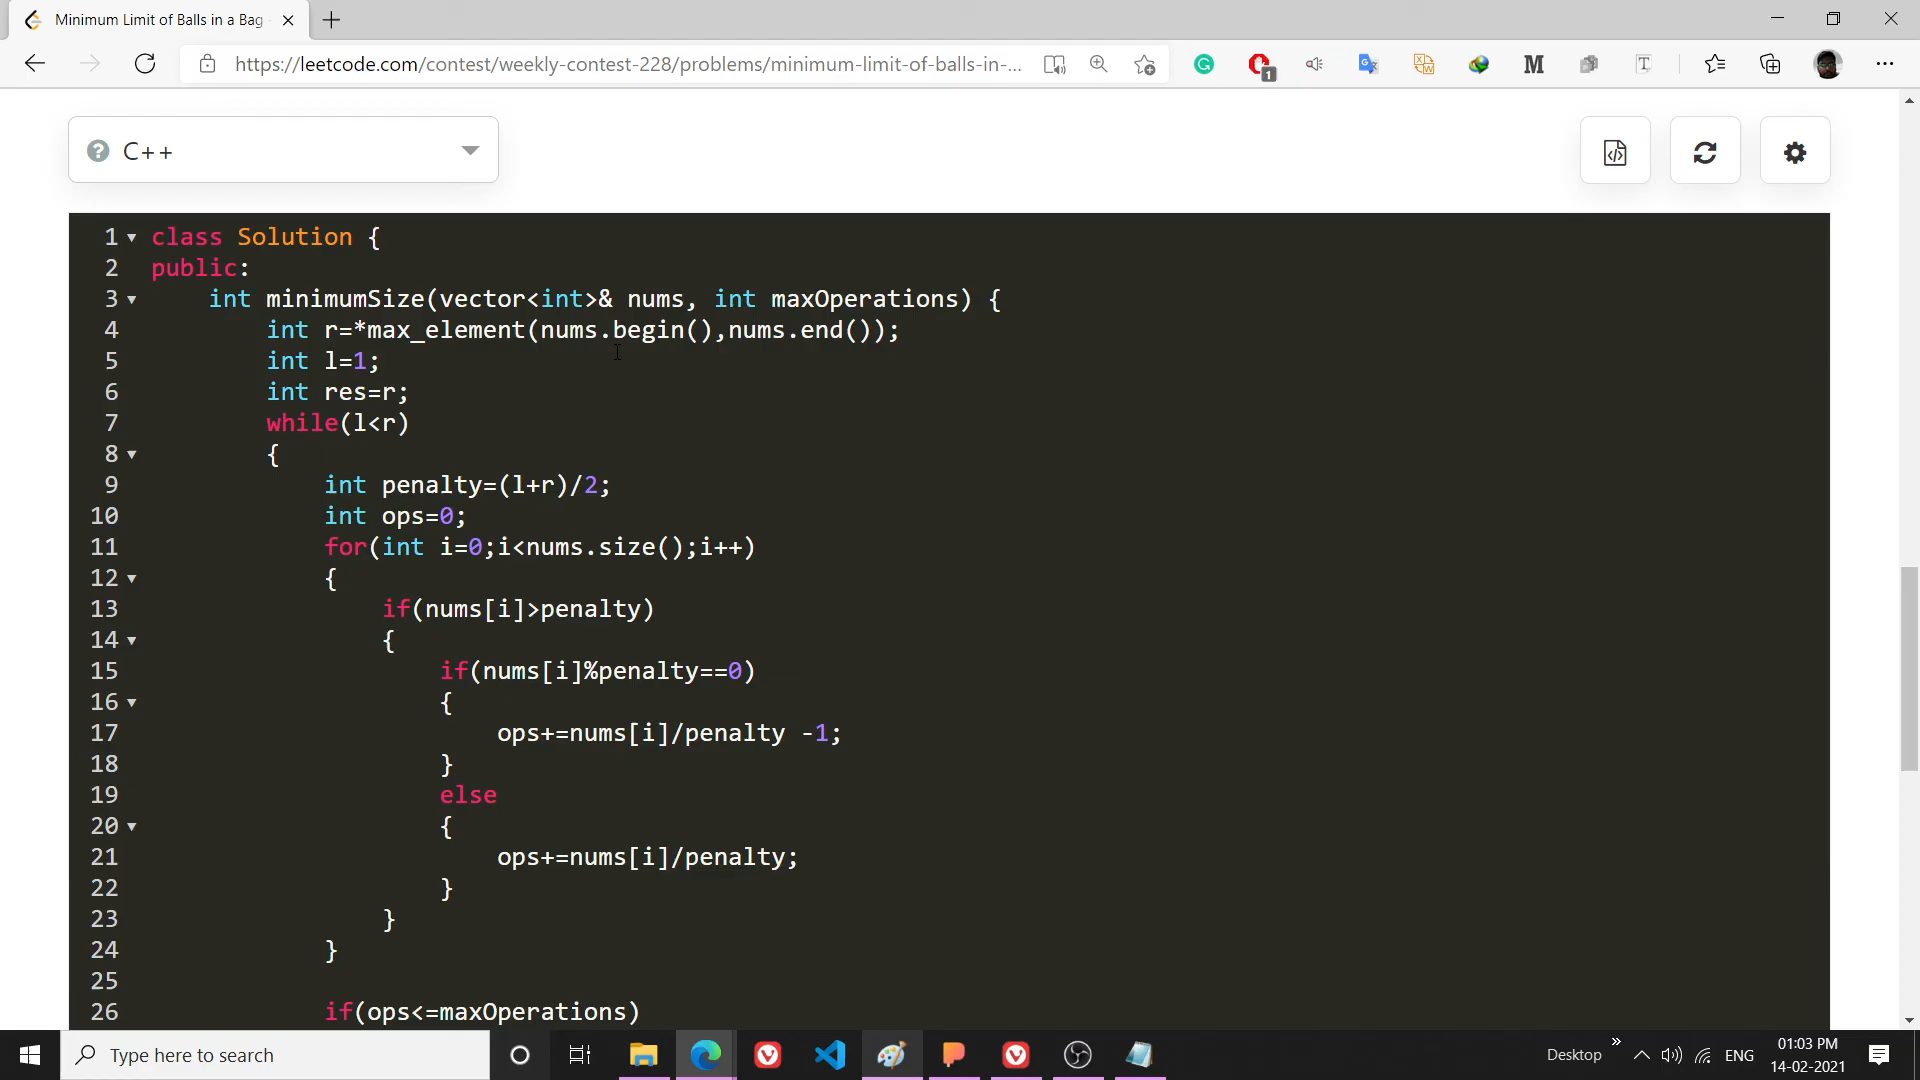 Minimum Limit of Balls in a Bag
https://leetcode.com/contest/weekly-contest-228/problems/minimum-limit-of-balls-in-...
1
M
T
C++
1 class Solution {
2 public:
3 int minimumSize(vector<int>& nums, int maxOperations) {
4 int r=*max_element(nums.begin(),nums.end());
5 int l=1;
6 int res=r;
7 while(l<r)
8 {
9 int penalty=(l+r)/2;
10 int ops=0;
11 for(int i=0;i<nums.size();i++)
12 {
13 if(nums[i]>penalty)
14 {
15 if(nums[i]%penalty==0)
16 {
17 ops+=nums[i]/penalty -1;
18 }
19 else
20 {
21 ops+=nums[i]/penalty;
22 }
23 }
24 }
25
26 if(ops<=maxOperations)
Type here to search
Desktop
ENG
01:03 PM
14-02-2021